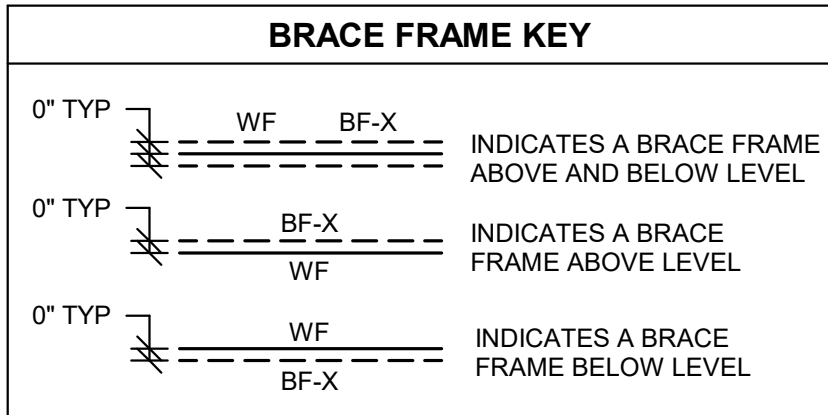 BRACE FRAME KEY
0" TYP
WF BF-X
INDICATES A BRACE FRAME
ABOVE AND BELOW LEVEL
0" TYP
BF-X
WF
INDICATES A BRACE
FRAME ABOVE LEVEL
0" TYP
WF
BF-X
INDICATES A BRACE
FRAME BELOW LEVEL